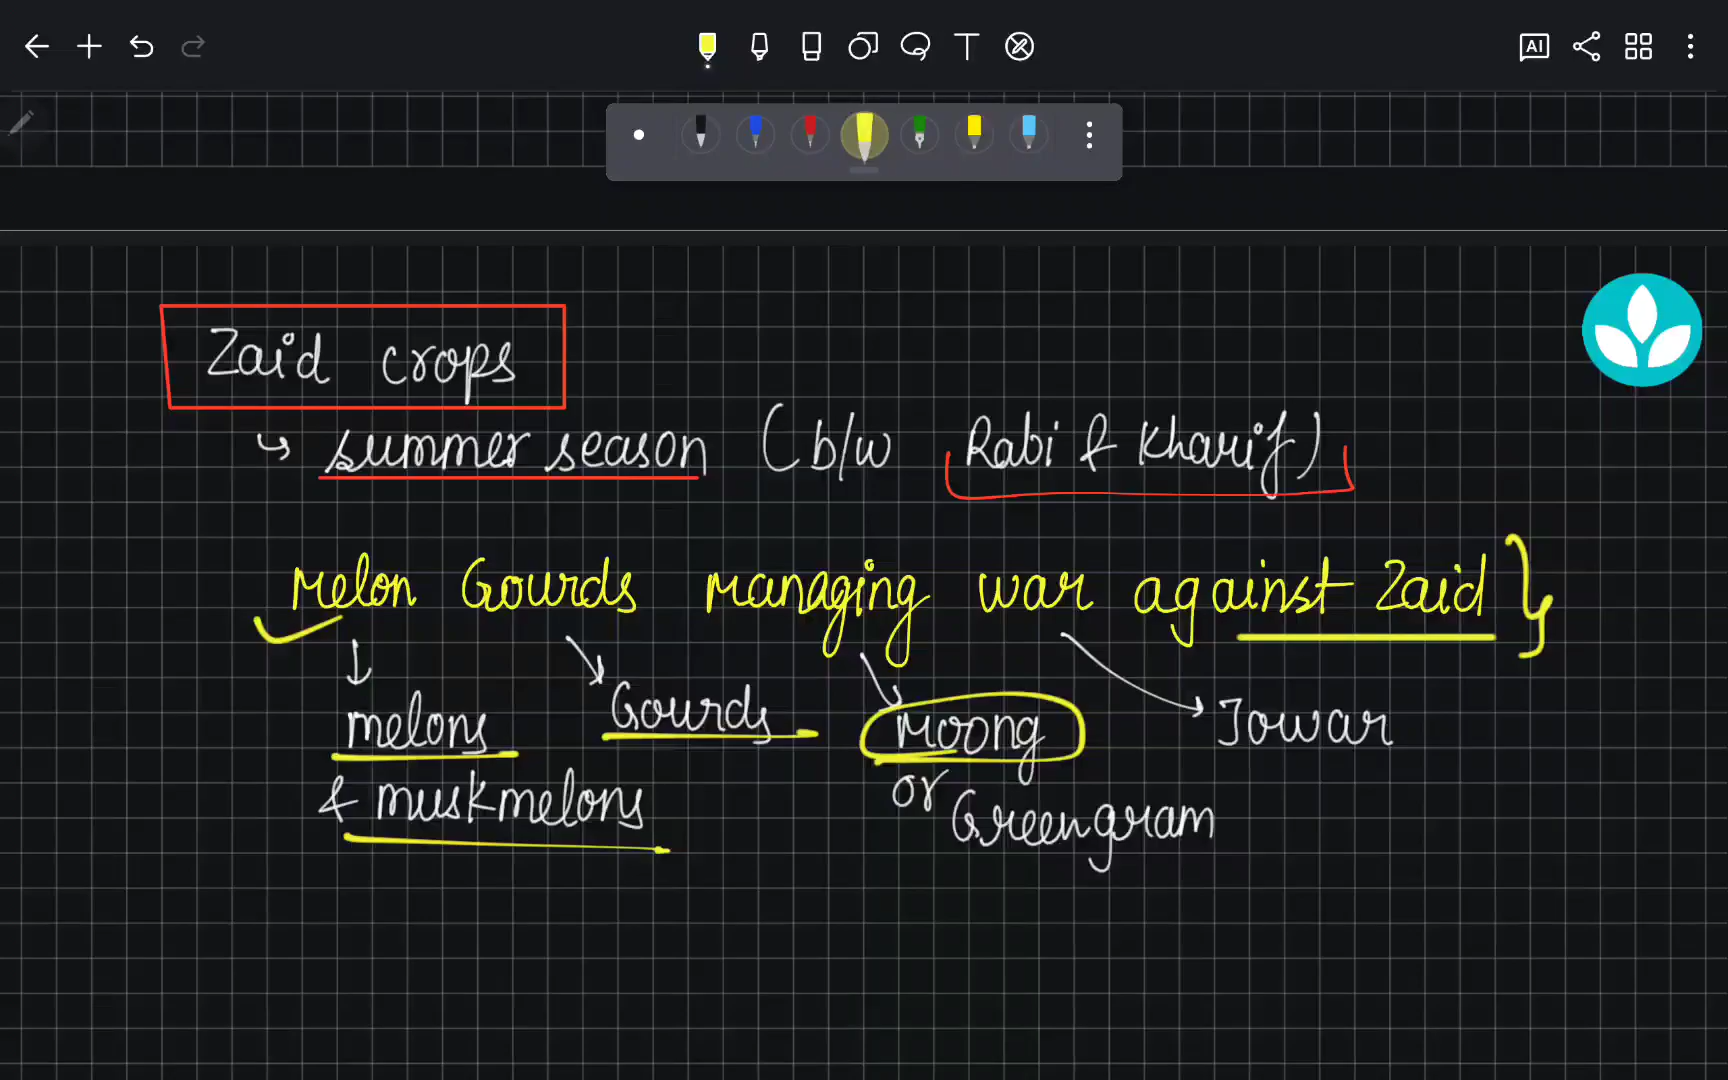 AI
T
Zaid crops
↳ summer season (b/w Rabi & Kharif)
Melon Gourds managing war against Zaid}
melons Gourds Moong Jowar
& muskmelons or Greengram